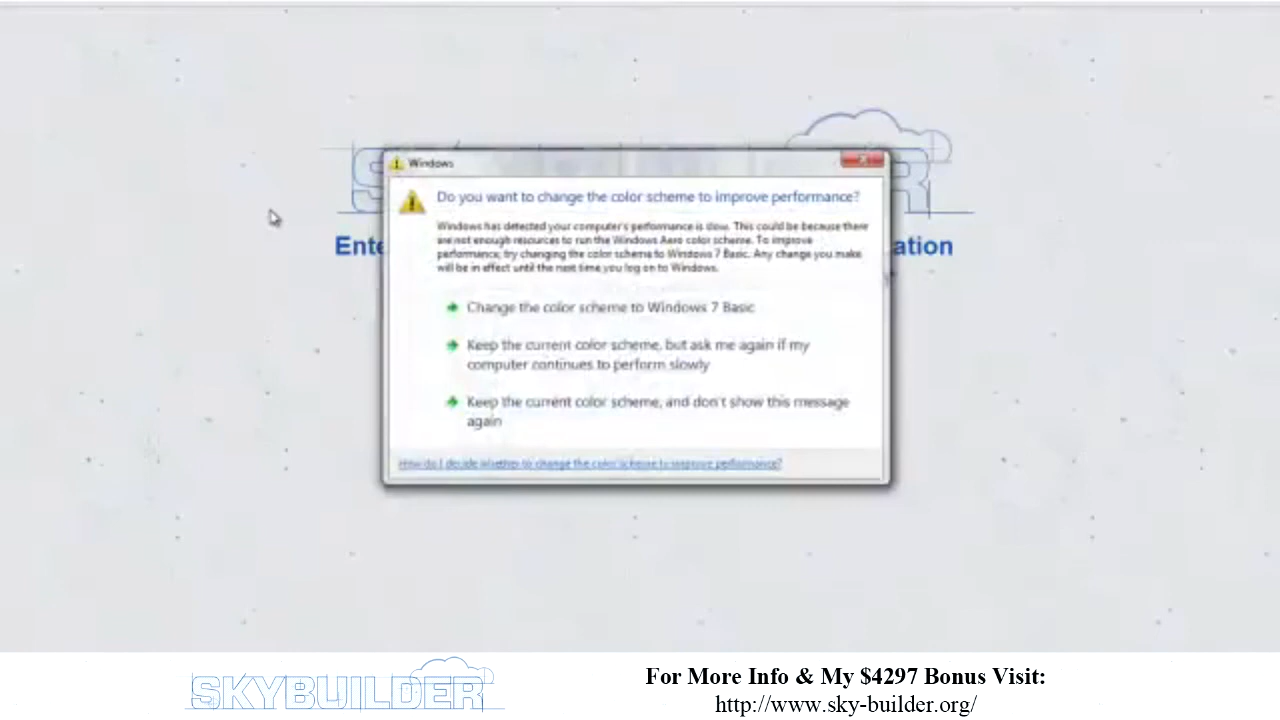 Windows
Do you want to change the color scheme to improve performance?
Windows has detected your computer's performance is slow. This could be because there
are not enough resources to run the Windows Aero color scheme. To improve
performance, try changing the color scheme to Windows 7 Basic. Any change you make
will be in effect until the next time you log on to Windows.
Ente
ation
Change the color scheme to Windows 7 Basic
Keep the current color scheme, but ask me again if my
computer continues to perform slowly
Keep the current color scheme, and don't show this message
again
How do I decide whether to change the color scheme to improve performance?
SKYBUILDER
For More Info & My $4297 Bonus Visit:
http://www.sky-builder.org/